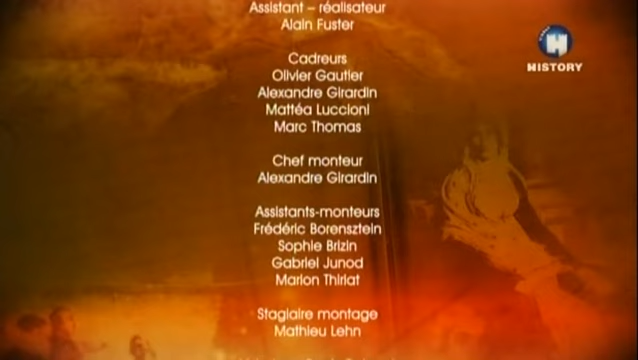 Assistant – réalisateur
Alain Fuster
Cadreurs
Olivier Gautier
Alexandre Girardin
Mattéa Luccioni
Marc Thomas
Chef monteur
Alexandre Girardin
Assistants-monteurs
Frédéric Borensztein
Sophie Brizin
Gabriel Junod
Marion Thiriat
Stagiaire montage
Mathieu Lehn
H
HISTORY